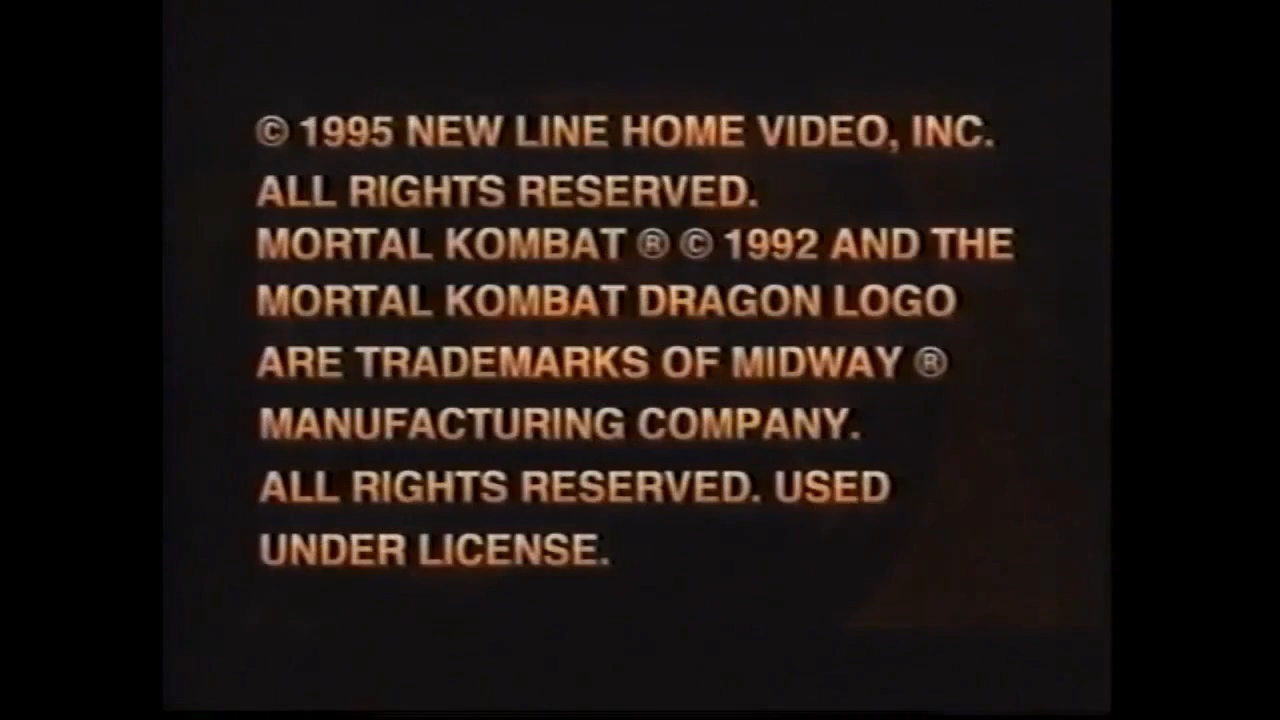 © 1995 NEW LINE HOME VIDEO, INC.
ALL RIGHTS RESERVED.
MORTAL KOMBAT ® © 1992 AND THE
MORTAL KOMBAT DRAGON LOGO
ARE TRADEMARKS OF MIDWAY ®
MANUFACTURING COMPANY.
ALL RIGHTS RESERVED. USED
UNDER LICENSE.